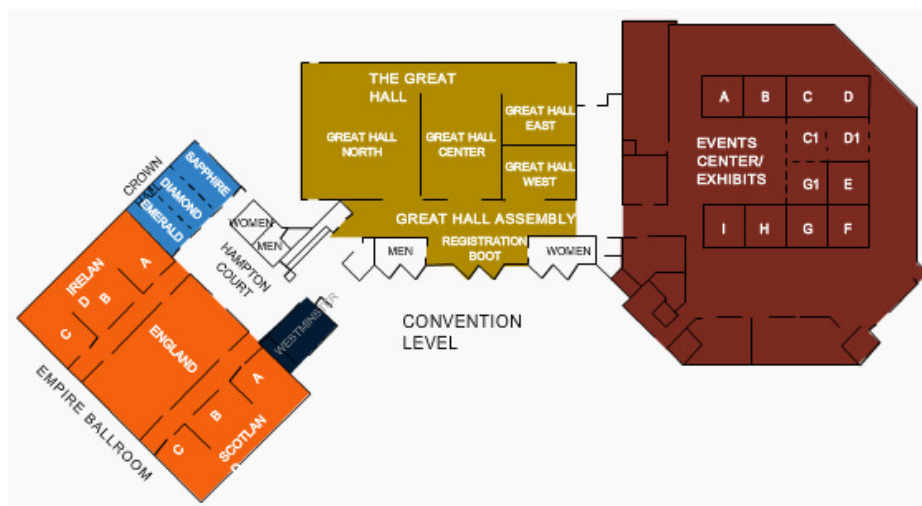 THE GREAT
HALL
GREAT HALL
NORTH
GREAT HALL
CENTER
GREAT HALL
EAST
GREAT HALL
WEST
GREAT HALL ASSEMBLY
REGISTRATION
BOOT
MEN
WOMEN
A B C D
C1 D1
EVENTS
CENTER/
EXHIBITS
G1 E
I H G F
CROWN
SAPPHIRE
DIAMOND
EMERALD
WOMEN
MEN
HAMPTON
COURT
IRELAN
D
A
B
C
ENGLAND
WESTMINSTER
A
B
C
SCOTLAN
D
EMPIRE BALLROOM
CONVENTION
LEVEL